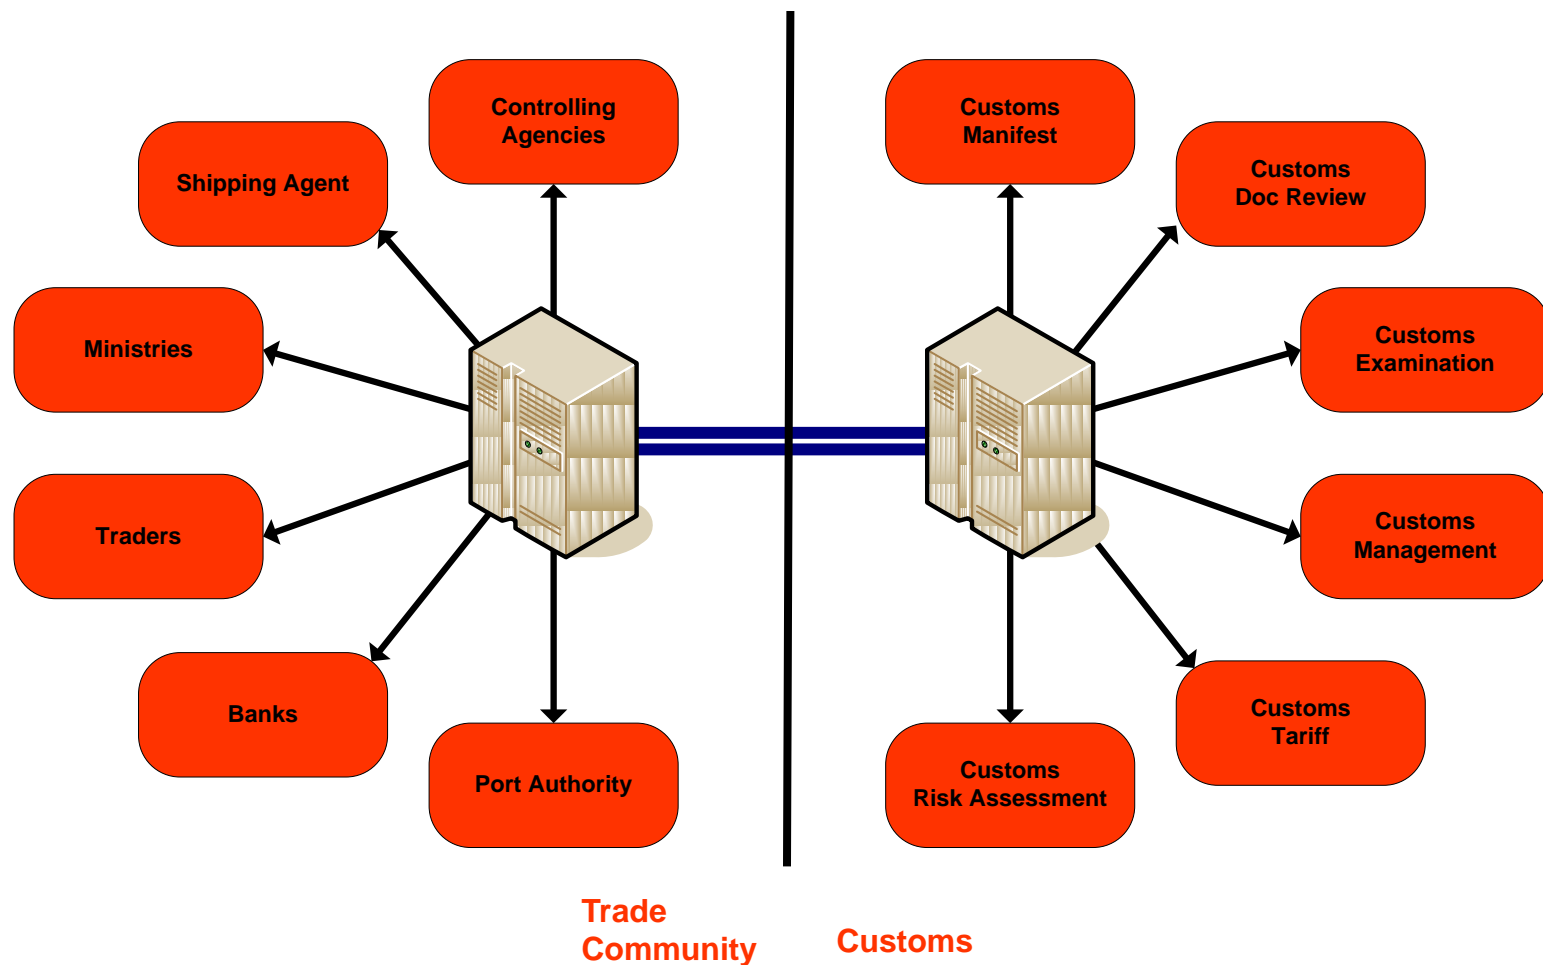 Controlling
Agencies
Shipping Agent
Ministries
Traders
Banks
Port Authority
Customs
Manifest
Customs
Doc Review
Customs
Examination
Customs
Management
Customs
Tariff
Customs
Risk Assessment
Trade
Community
Customs